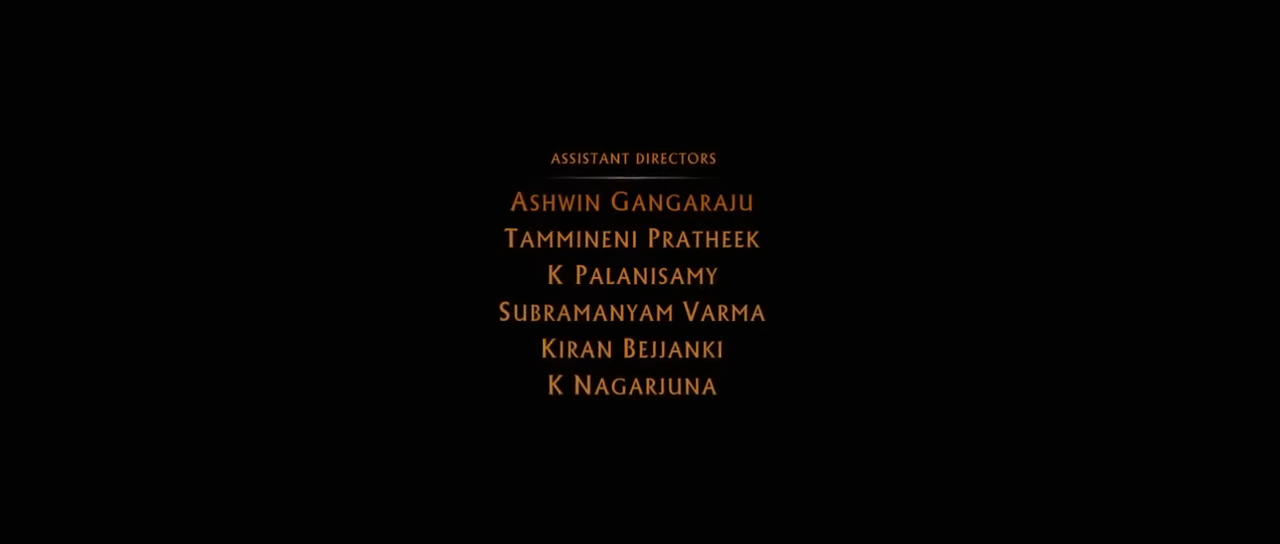 ASSISTANT DIRECTORS
ASHWIN GANGARAJU
TAMMINENI PRATHEEK
K PALANISAMY
SUBRAMANYAM VARMA
KIRAN BEJJANKI
K NAGARJUNA